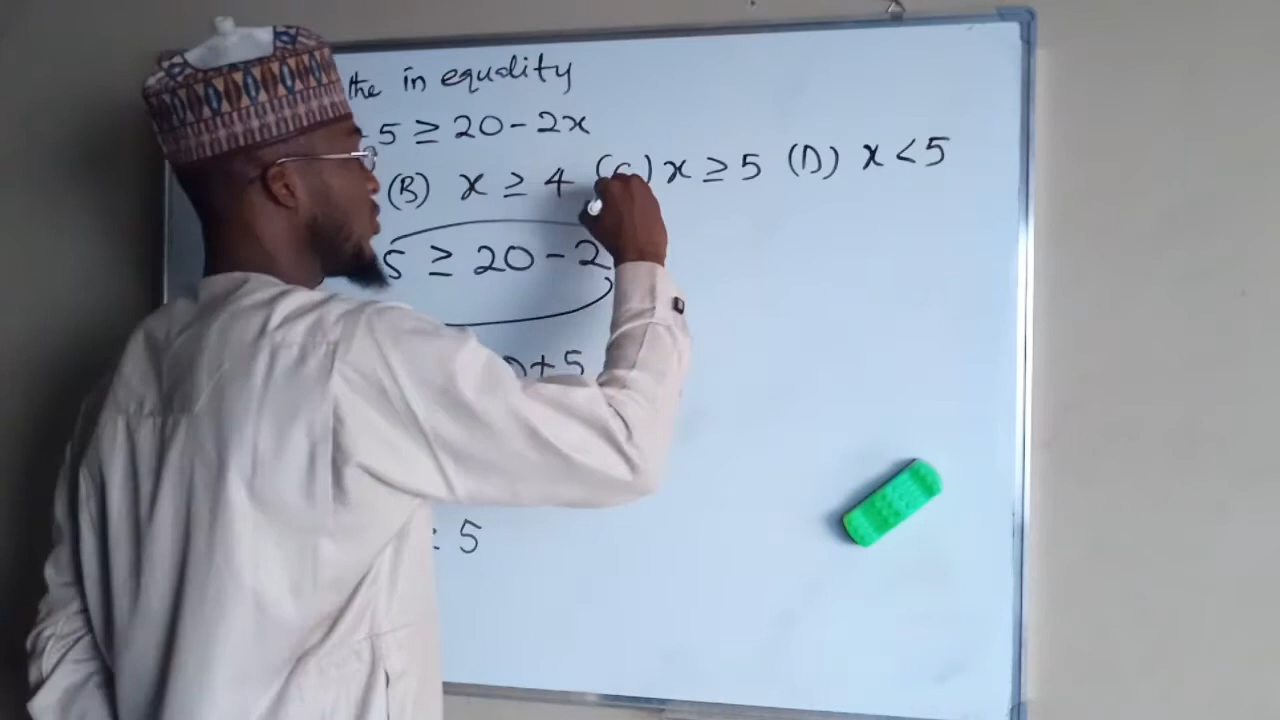 the in equality
5 ≥ 20 - 2x
(B) x ≥ 4 (C) x ≥ 5 (D) x < 5
5 ≥ 20 - 2
+ 5
≥ 5